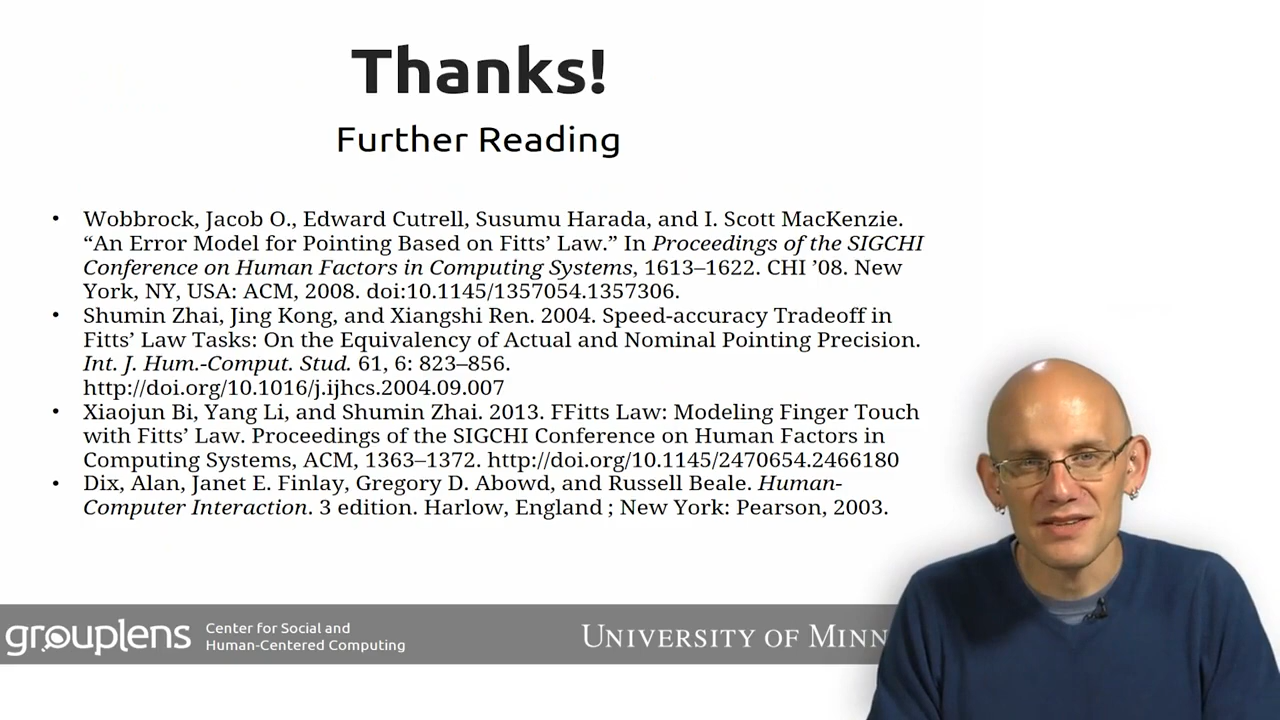 Thanks!
Further Reading
• Wobbrock, Jacob O., Edward Cutrell, Susumu Harada, and I. Scott MacKenzie.
“An Error Model for Pointing Based on Fitts’ Law.” In Proceedings of the SIGCHI
Conference on Human Factors in Computing Systems, 1613–1622. CHI ’08. New
York, NY, USA: ACM, 2008. doi:10.1145/1357054.1357306.
• Shumin Zhai, Jing Kong, and Xiangshi Ren. 2004. Speed-accuracy Tradeoff in
Fitts’ Law Tasks: On the Equivalency of Actual and Nominal Pointing Precision.
Int. J. Hum.-Comput. Stud. 61, 6: 823–856.
http://doi.org/10.1016/j.ijhcs.2004.09.007
• Xiaojun Bi, Yang Li, and Shumin Zhai. 2013. FFitts Law: Modeling Finger Touch
with Fitts’ Law. Proceedings of the SIGCHI Conference on Human Factors in
Computing Systems, ACM, 1363–1372. http://doi.org/10.1145/2470654.2466180
• Dix, Alan, Janet E. Finlay, Gregory D. Abowd, and Russell Beale. Human-
Computer Interaction. 3 edition. Harlow, England ; New York: Pearson, 2003.
grouplens
Center for Social and
Human-Centered Computing
UNIVERSITY OF MINN